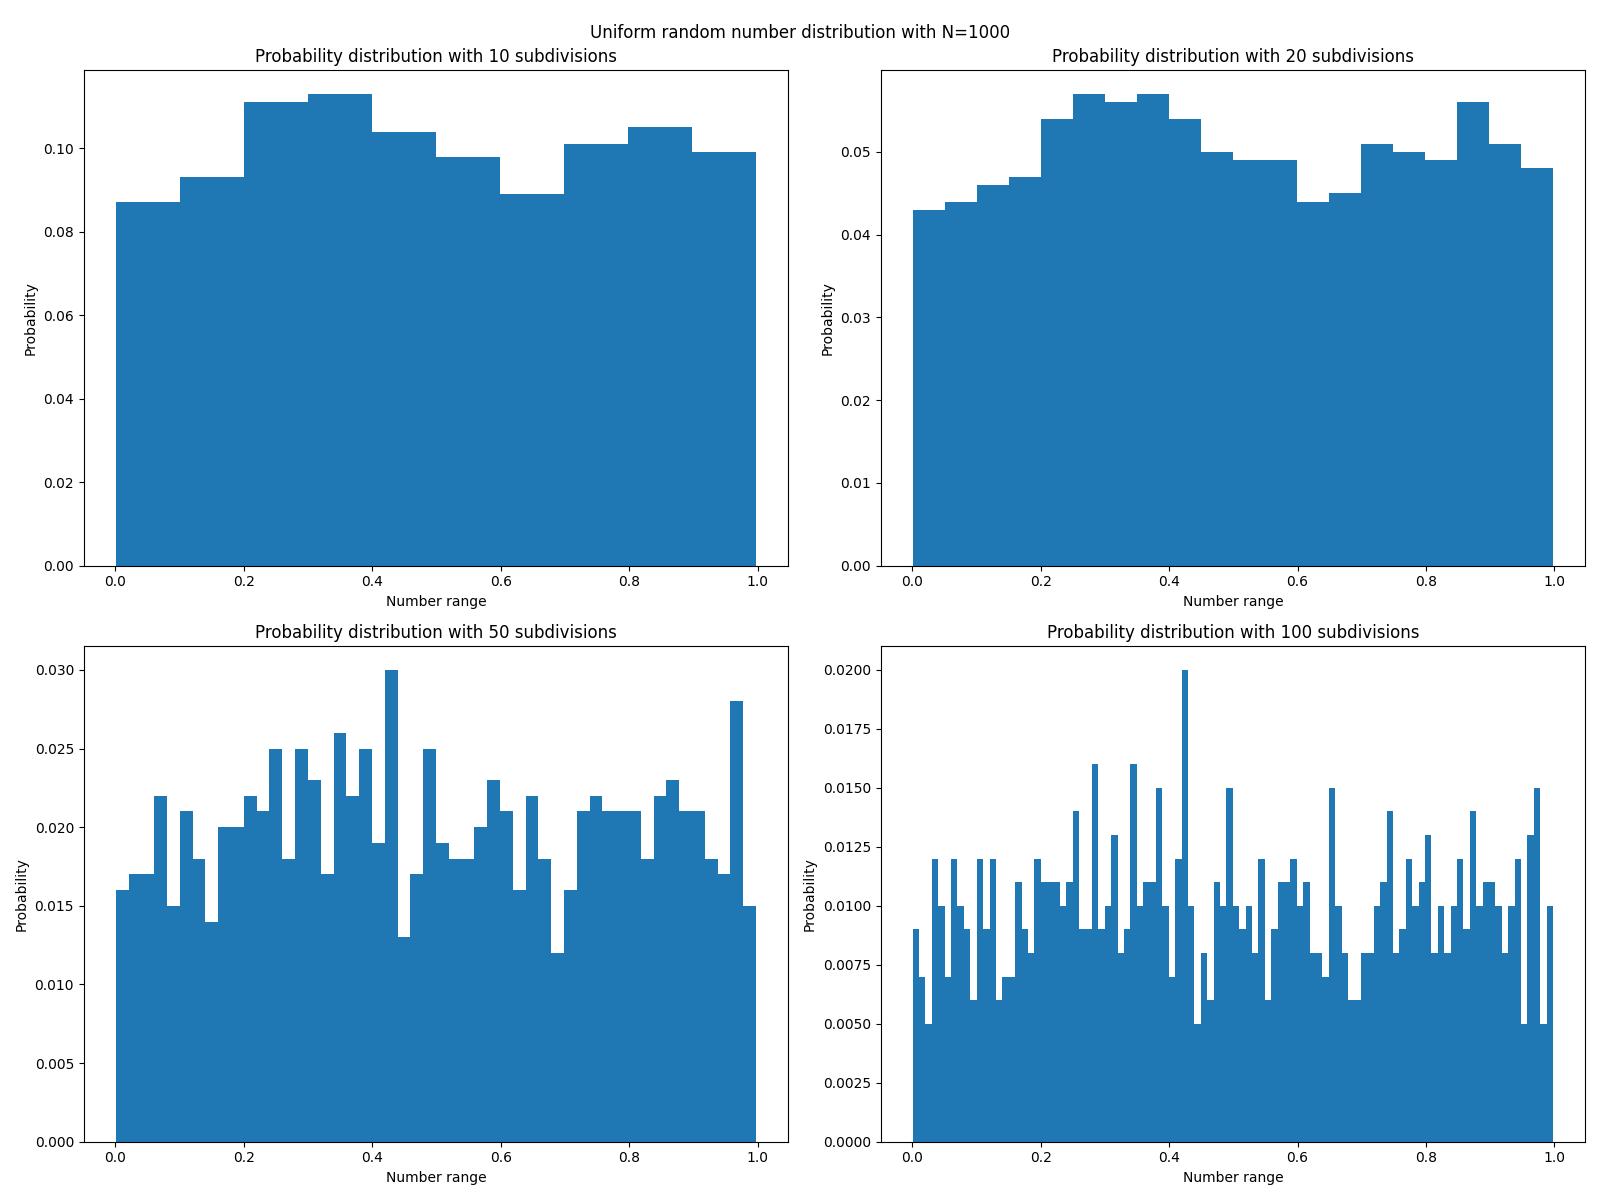 Uniform random number distribution with N=1000
Probability distribution with 10 subdivisions
Probability
0.10
0.08
0.06
0.04
0.02
0.00
0.0 0.2 0.4 0.6 0.8 1.0
Number range
Probability distribution with 20 subdivisions
Probability
0.05
0.04
0.03
0.02
0.01
0.00
0.0 0.2 0.4 0.6 0.8 1.0
Number range
Probability distribution with 50 subdivisions
Probability
0.030
0.025
0.020
0.015
0.010
0.005
0.000
0.0 0.2 0.4 0.6 0.8 1.0
Number range
Probability distribution with 100 subdivisions
Probability
0.0200
0.0175
0.0150
0.0125
0.0100
0.0075
0.0050
0.0025
0.0000
0.0 0.2 0.4 0.6 0.8 1.0
Number range